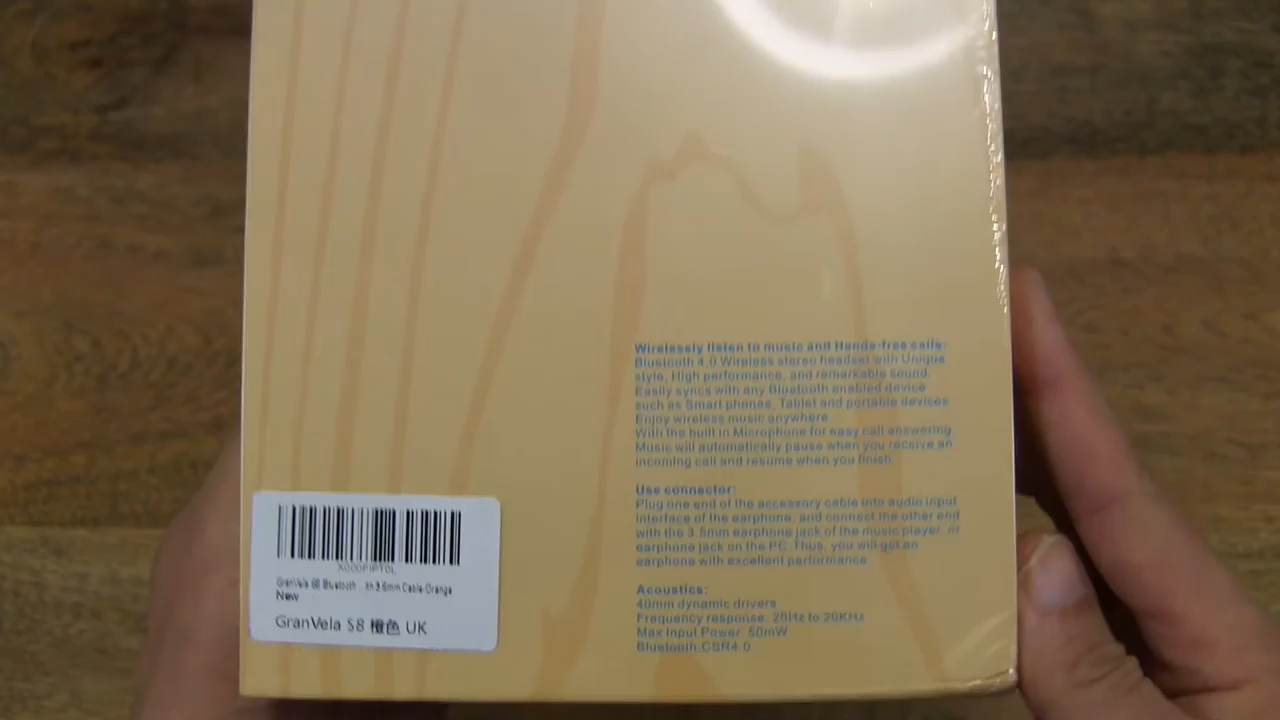 Wirelessly listen to music and Hands-free calls:
Bluetooth 4.0 Wireless stereo headset with Unique
style, High performance, and remarkable sound.
Easily syncs with any Bluetooth enabled device
such as Smart phones, Tablet and portable devices
Enjoy wireless music anywhere
With the built in Microphone for easy call answering
Music will automatically pause when you receive an
incoming call and resume when you finish.
Use connector:
Plug one end of the accessory cable into audio input
interface of the earphone, and connect the other end
with the 3.5mm earphone jack of the music player, or
earphone jack on the PC. Thus, you will get an
earphone with excellent performance
Acoustics:
40mm dynamic drivers
Frequency response: 20Hz to 20KHz
Max Input Power: 50mW
Bluetooth:CSR4.0
GranVela S8 Bluetooth ... 3.5mm Cable-Orange
New
GranVela S8 橙色 UK